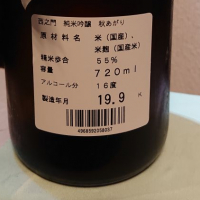 西之門 純米吟醸 秋あがり
原材料名 米(国産)、
米麹(国産米)
精米歩合 55%
容量 720ml
アルコール分 16度
製造年月 19.9